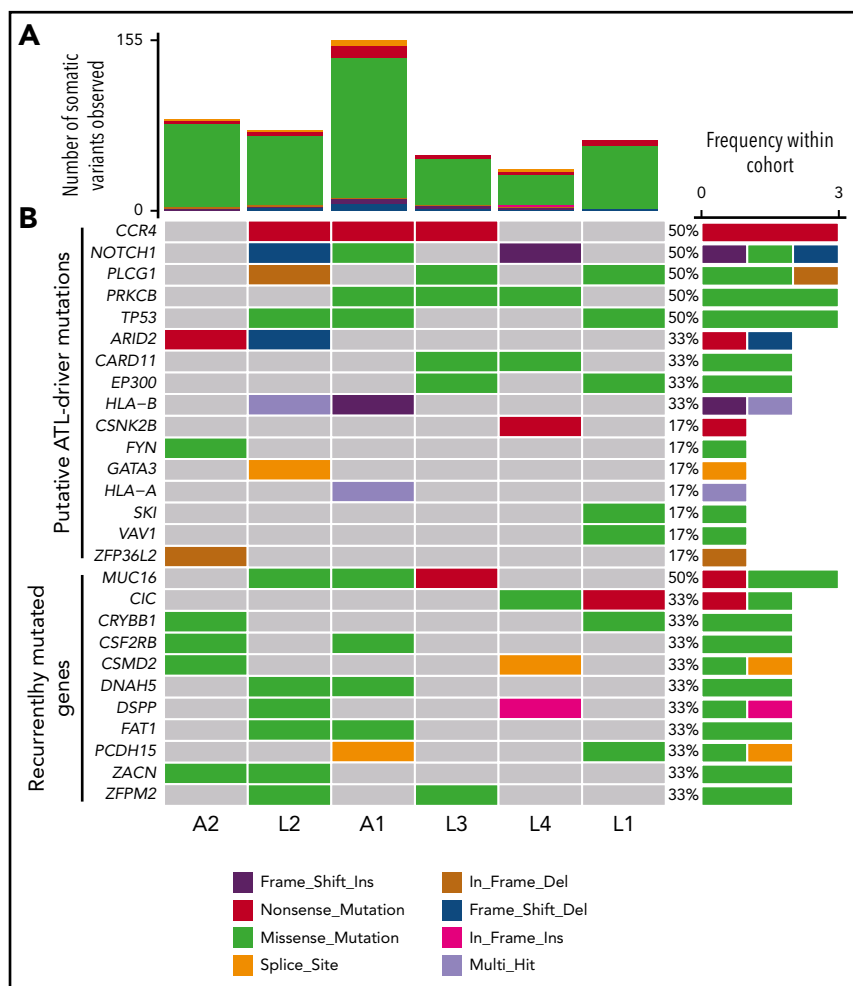 A
155
Number of somatic
variants observed
0
Frequency within
cohort
0 3
B
Putative ATL-driver mutations
CCR4 50%
NOTCH1 50%
PLCG1 50%
PRKCB 50%
TP53 50%
ARID2 33%
CARD11 33%
EP300 33%
HLA−B 33%
CSNK2B 17%
FYN 17%
GATA3 17%
HLA−A 17%
SKI 17%
VAV1 17%
ZFP36L2 17%
Recurrentlhy mutated
genes
MUC16 50%
CIC 33%
CRYBB1 33%
CSF2RB 33%
CSMD2 33%
DNAH5 33%
DSPP 33%
FAT1 33%
PCDH15 33%
ZACN 33%
ZFPM2 33%
A2 L2 A1 L3 L4 L1
Frame_Shift_Ins In_Frame_Del
Nonsense_Mutation Frame_Shift_Del
Missense_Mutation In_Frame_Ins
Splice_Site Multi_Hit